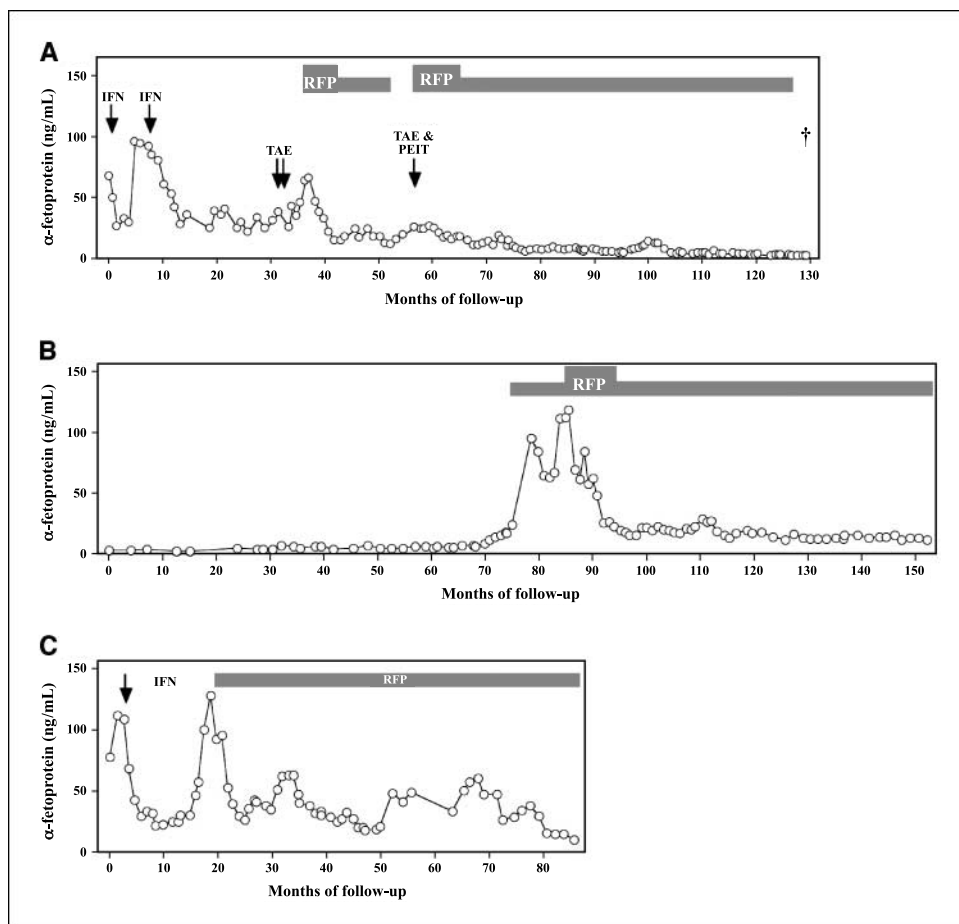 A
α-fetoprotein (ng/mL)
150
100
50
0
IFN IFN
TAE
RFP
TAE &
PEIT
RFP
†
0 10 20 30 40 50 60 70 80 90 100 110 120 130
Months of follow-up
B
α-fetoprotein (ng/mL)
150
100
50
0
RFP
0 10 20 30 40 50 60 70 80 90 100 110 120 130 140 150
Months of follow-up
C
α-fetoprotein (ng/mL)
150
100
50
0
IFN
RFP
0 10 20 30 40 50 60 70 80
Months of follow-up